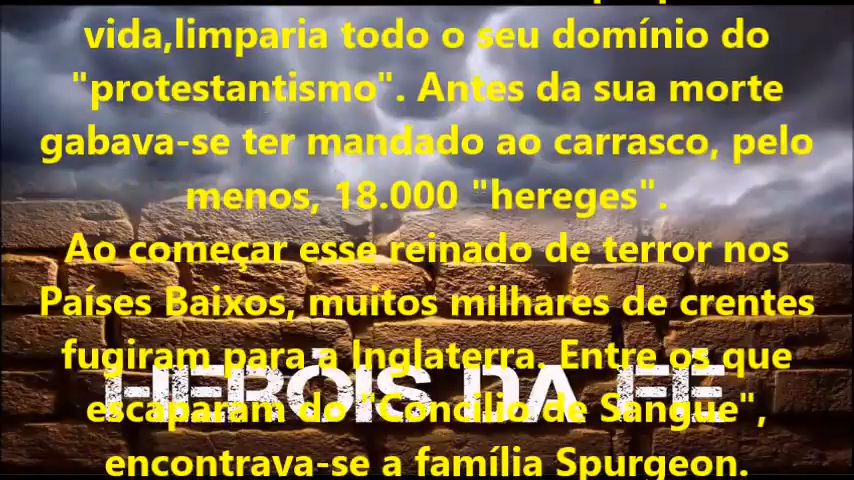 vida,limparia todo o seu domínio do
"protestantismo". Antes da sua morte
gabava-se ter mandado ao carrasco, pelo
menos, 18.000 "hereges".
Ao começar esse reinado de terror nos
Países Baixos, muitos milhares de crentes
fugiram para a Inglaterra. Entre os que
HERÓIS DA FÉ
escaparam do "Concílio de Sangue",
encontrava-se a família Spurgeon.